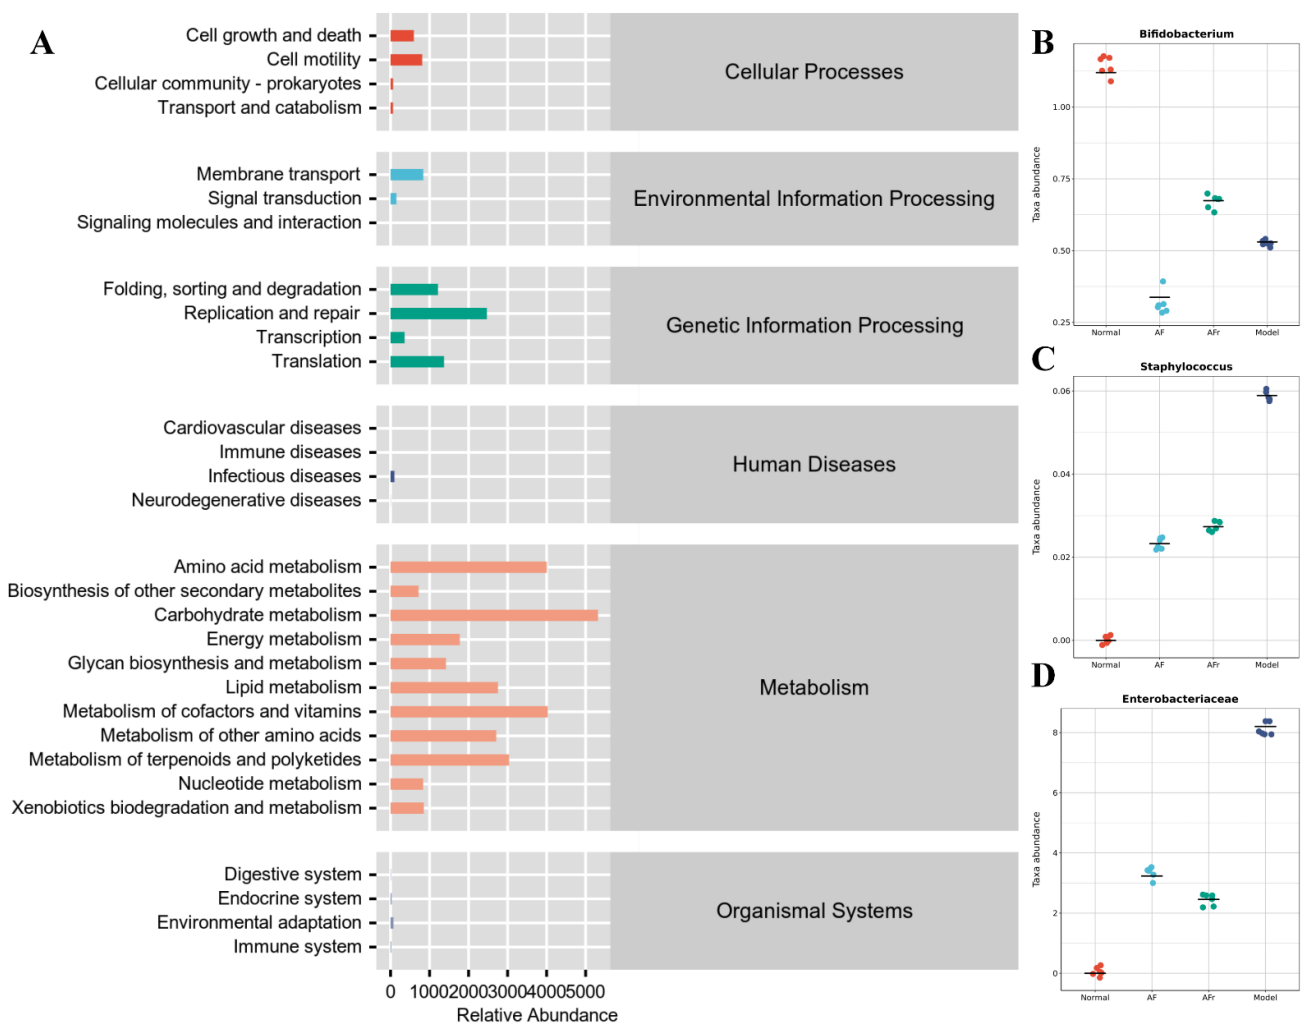 A
Cell growth and death
Cell motility
Cellular community - prokaryotes
Transport and catabolism
Cellular Processes
Membrane transport
Signal transduction
Signaling molecules and interaction
Environmental Information Processing
Folding, sorting and degradation
Replication and repair
Transcription
Translation
Genetic Information Processing
Cardiovascular diseases
Immune diseases
Infectious diseases
Neurodegenerative diseases
Human Diseases
Amino acid metabolism
Biosynthesis of other secondary metabolites
Carbohydrate metabolism
Energy metabolism
Glycan biosynthesis and metabolism
Lipid metabolism
Metabolism of cofactors and vitamins
Metabolism of other amino acids
Metabolism of terpenoids and polyketides
Nucleotide metabolism
Xenobiotics biodegradation and metabolism
Metabolism
Digestive system
Endocrine system
Environmental adaptation
Immune system
Organismal Systems
0 1000 2000 3000 4000 5000
Relative Abundance
B
Bifidobacterium
Taxa abundance
1.00
0.75
0.50
0.25
Normal AF AFr Model
C
Staphylococcus
Taxa abundance
0.06
0.04
0.02
0.00
Normal AF AFr Model
D
Enterobacteriaceae
Taxa abundance
8
6
4
2
0
Normal AF AFr Model